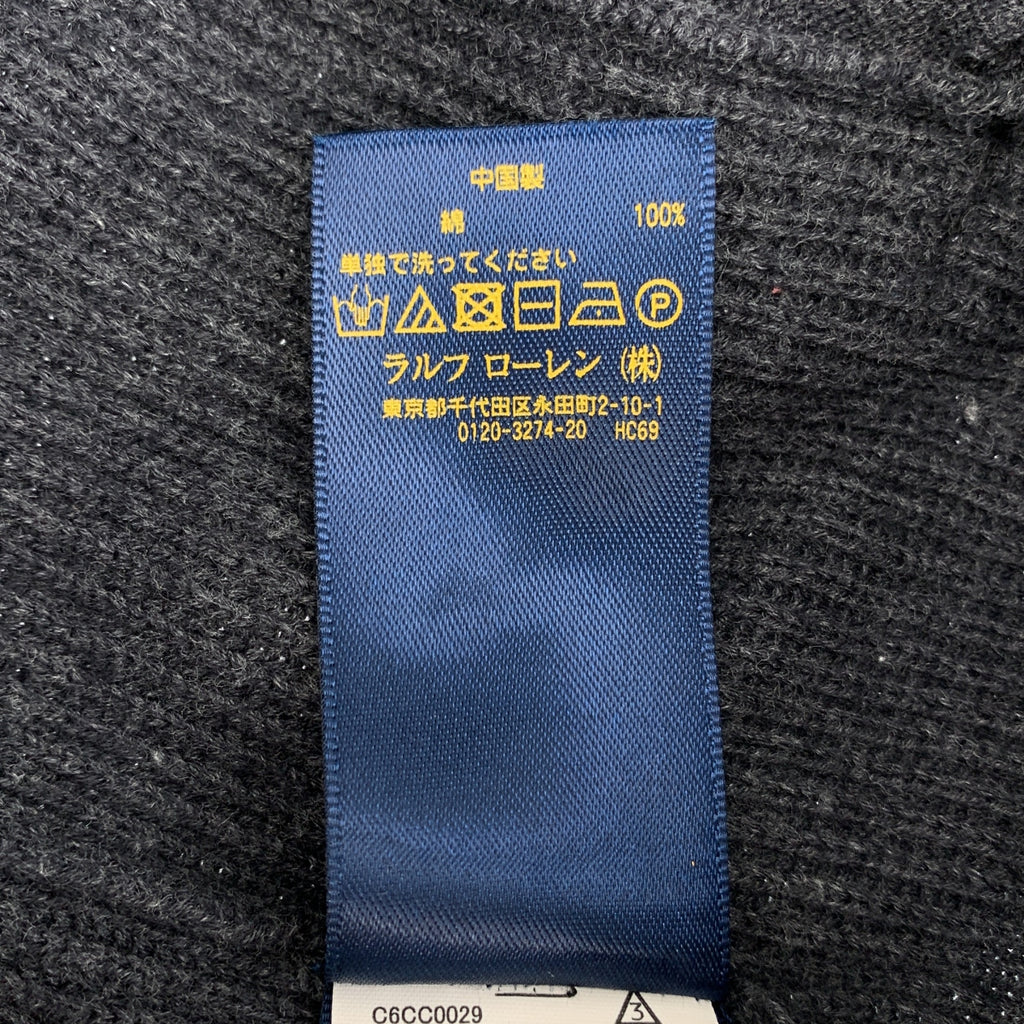 中国製
綿 100%
単独で洗ってください
P
ラルフ ローレン (株)
東京都千代田区永田町2-10-1
0120-3274-20 HC69
C6CC0029
3